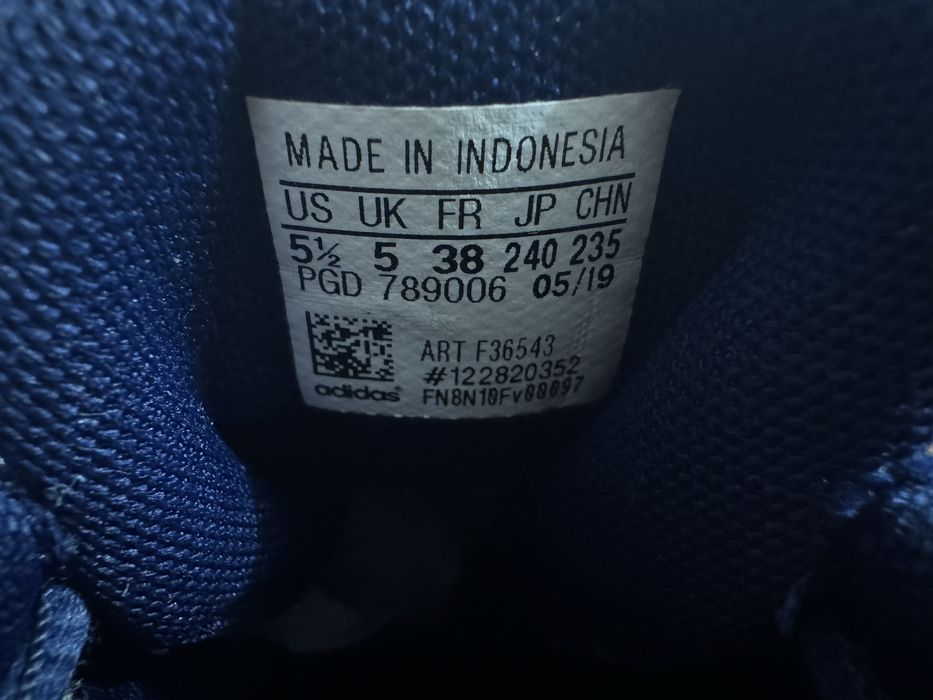 MADE IN INDONESIA
US UK FR JP CHN
5½ 5 38 240 235
PGD 789006 05/19
ART F36543
#122820352
adidas FN8N10Fv00097